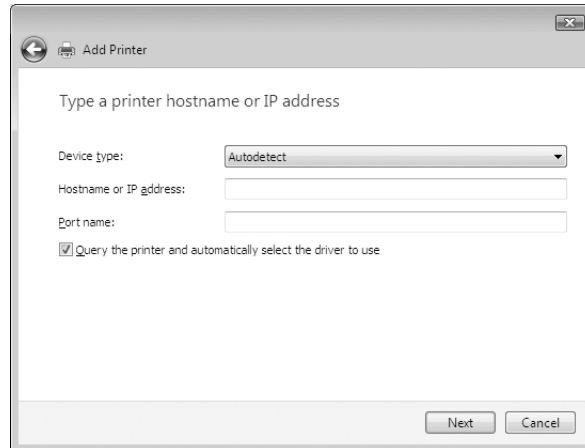 Add Printer
Type a printer hostname or IP address
Device type: Autodetect
Hostname or IP address:
Port name:
Query the printer and automatically select the driver to use
Next Cancel